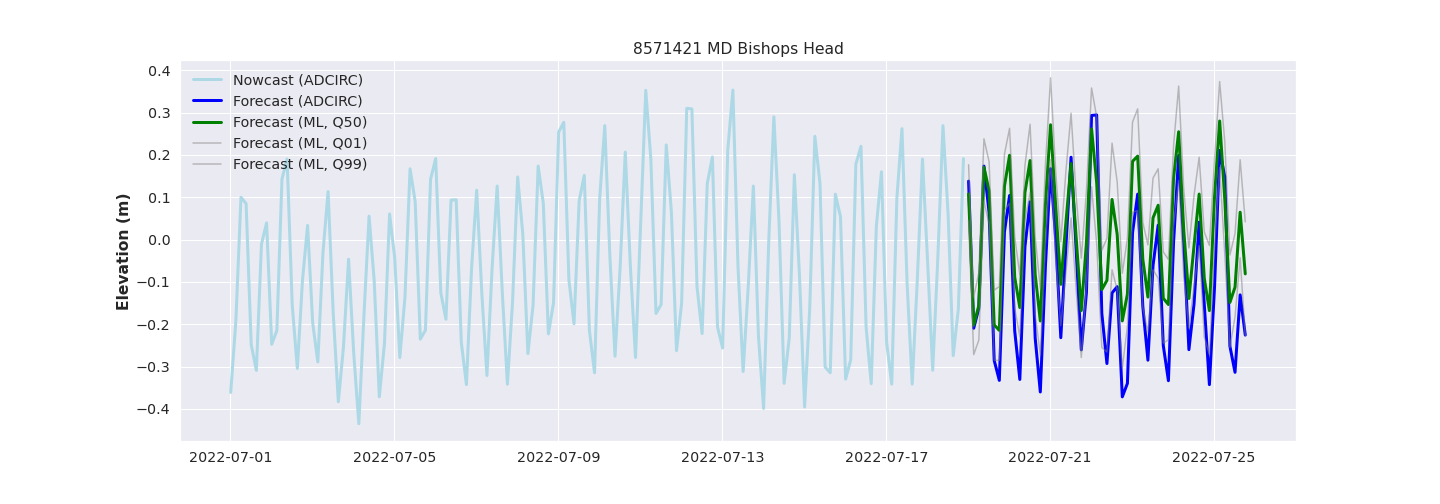 8571421 MD Bishops Head
Nowcast (ADCIRC)
Forecast (ADCIRC)
Forecast (ML, Q50)
Forecast (ML, Q01)
Forecast (ML, Q99)
Elevation (m)
0.4
0.3
0.2
0.1
0.0
−0.1
−0.2
−0.3
−0.4
2022-07-01
2022-07-05
2022-07-09
2022-07-13
2022-07-17
2022-07-21
2022-07-25